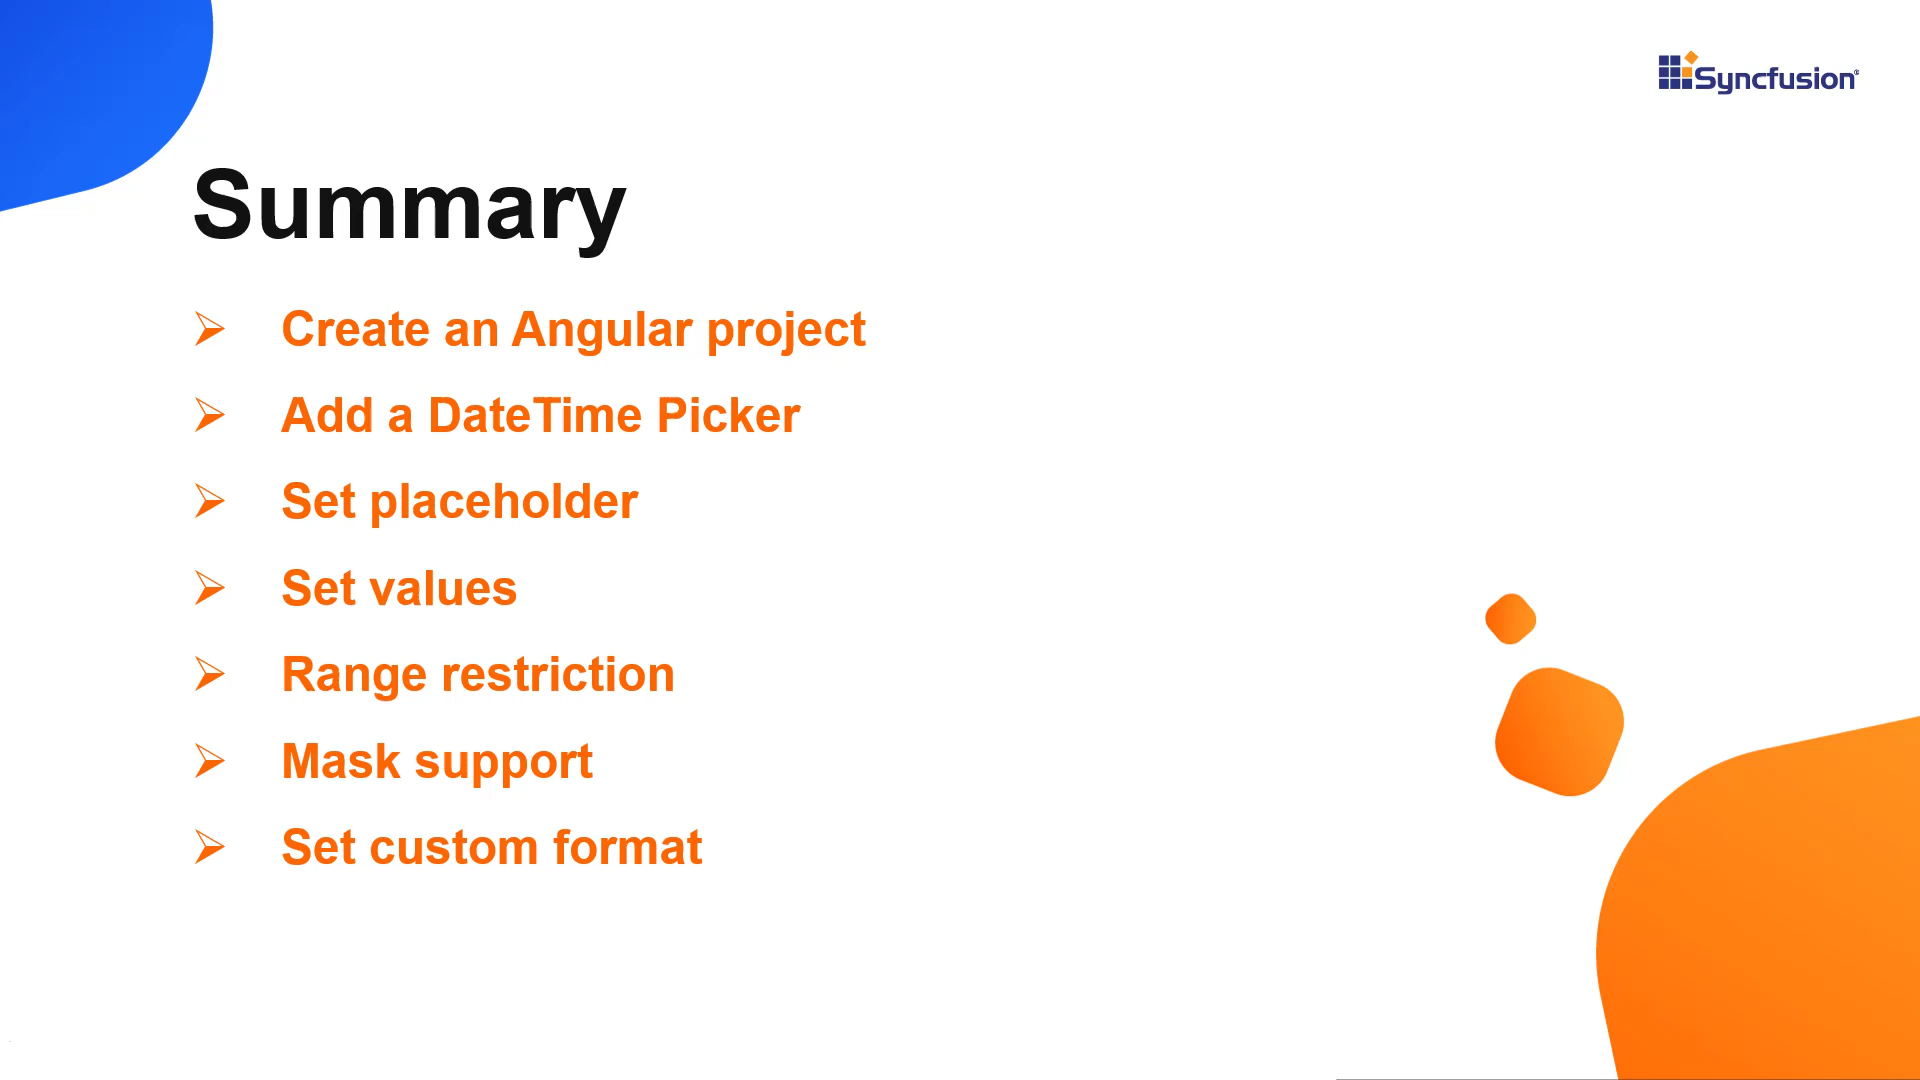 Syncfusion®
Summary
➢ Create an Angular project
➢ Add a DateTime Picker
➢ Set placeholder
➢ Set values
➢ Range restriction
➢ Mask support
➢ Set custom format